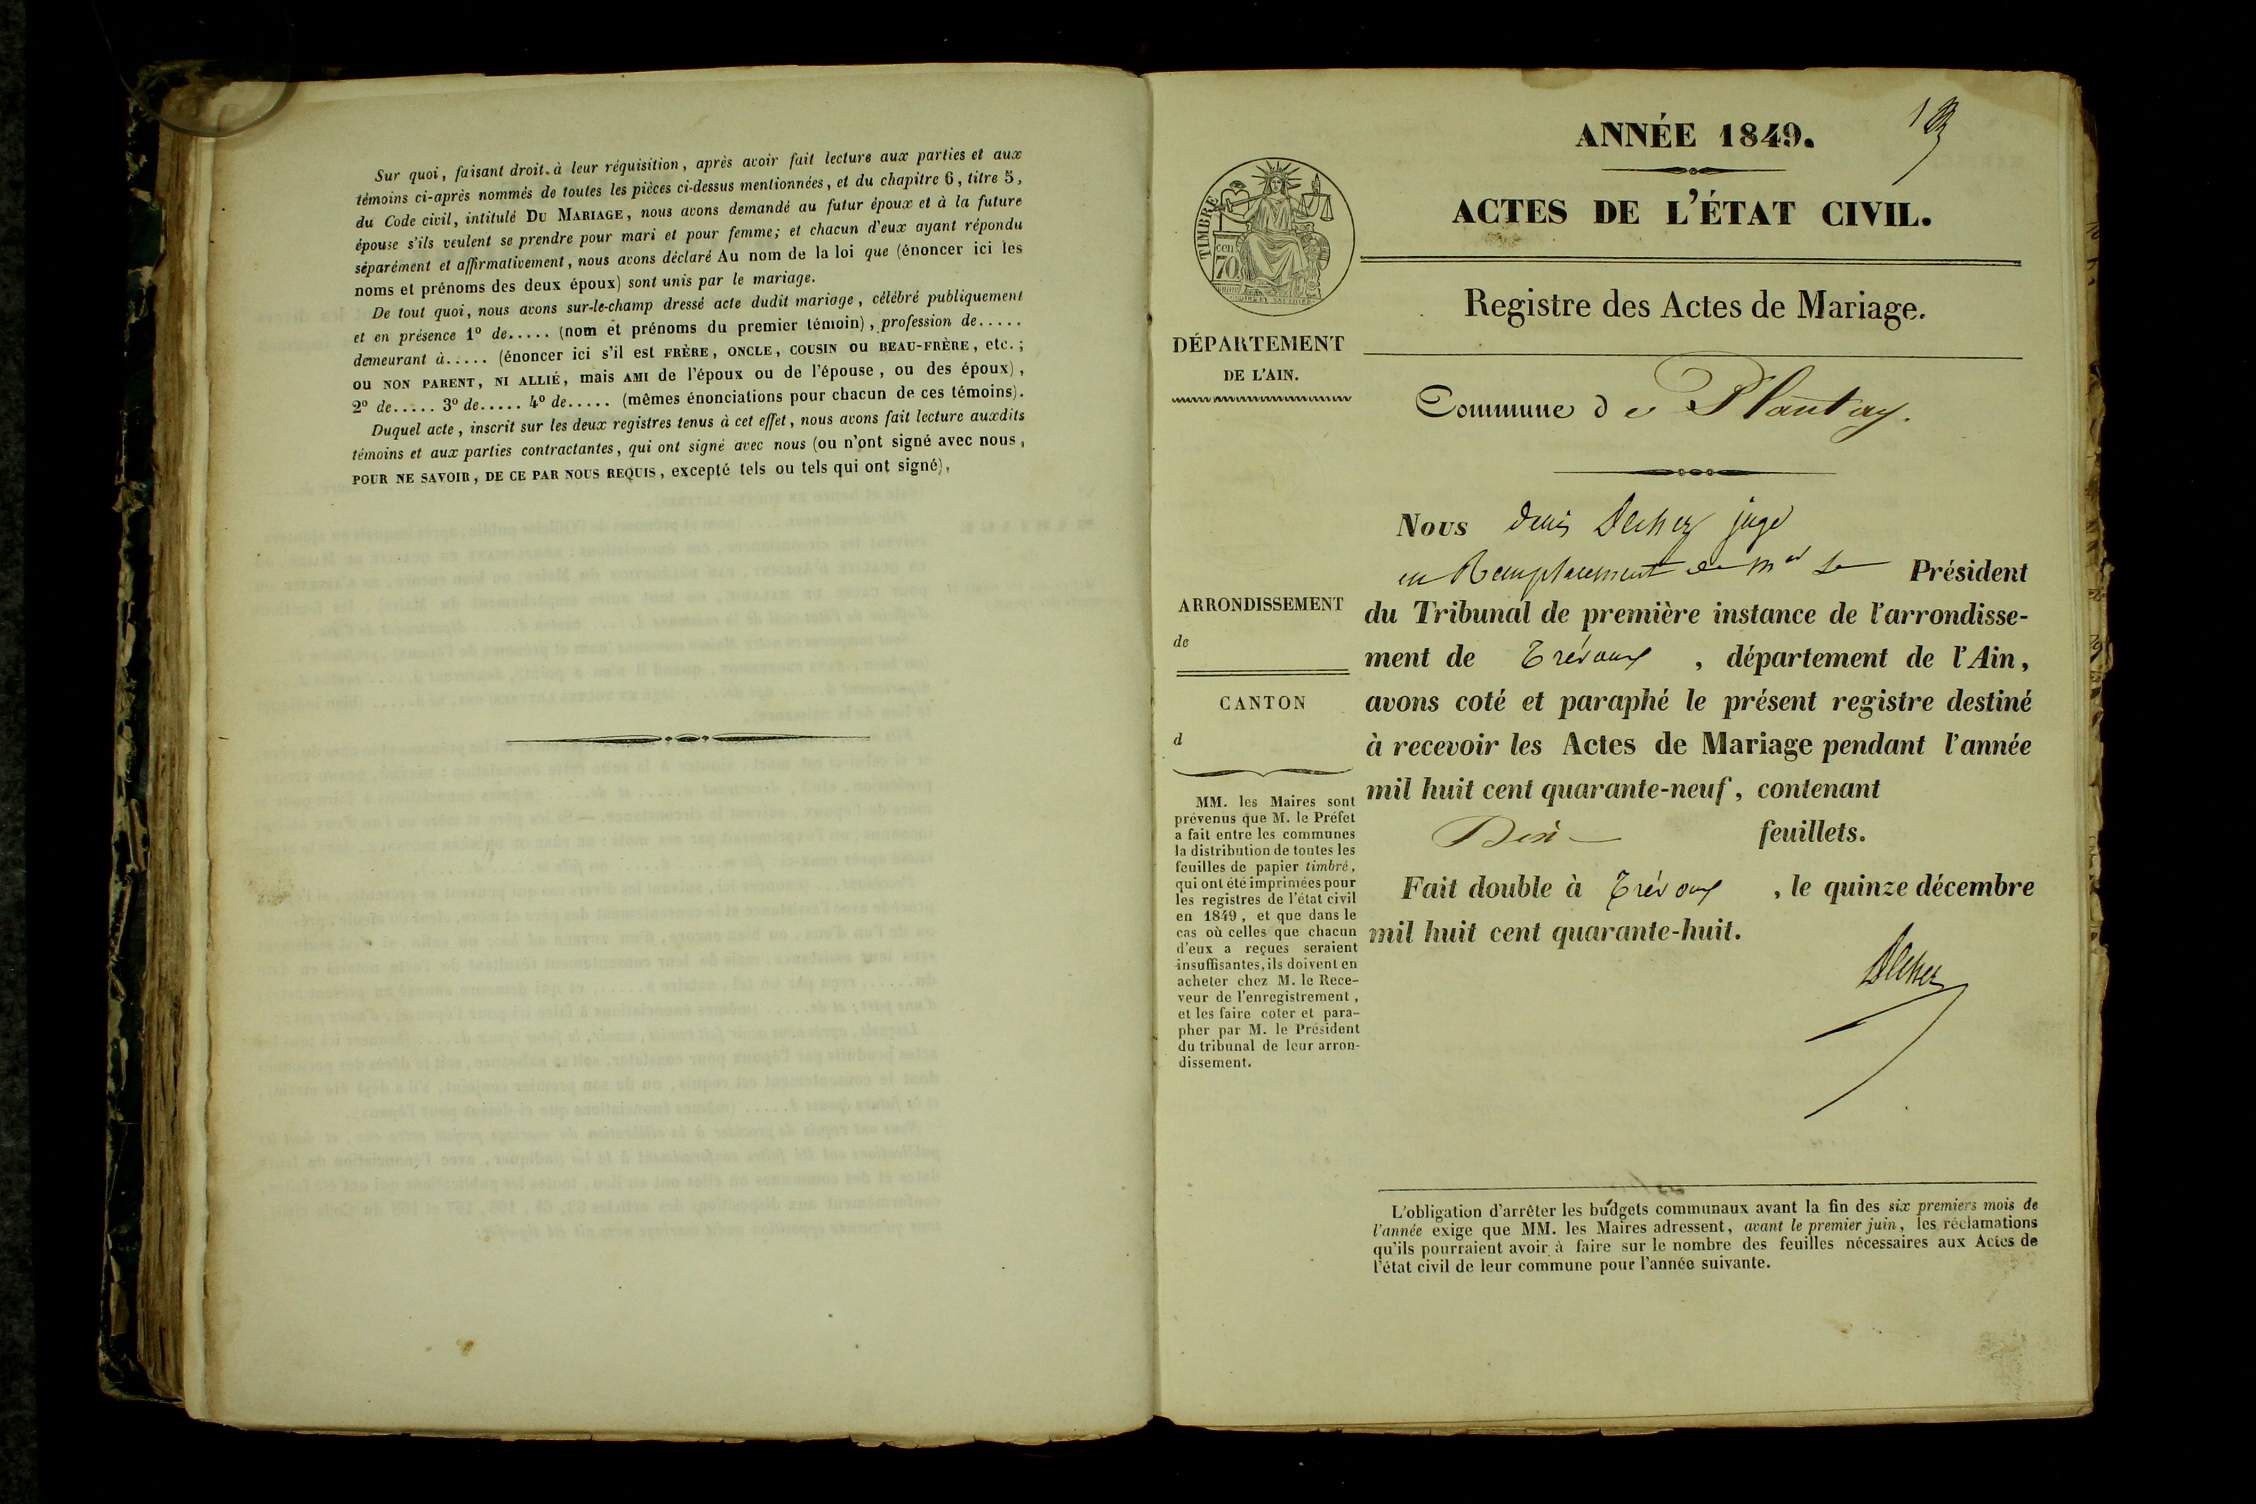 Sur quoi, faisant droit à leur réquisition, après avoir fait lecture aux parties et aux
témoins ci-après nommés de toutes les pièces ci-dessus mentionnées, et du chapitre 6, titre 5,
du Code civil, intitulé DU MARIAGE, nous avons demandé au futur époux et à la future
épouse s'ils veulent se prendre pour mari et pour femme; et chacun d'eux ayant répondu
séparément et affirmativement, nous avons déclaré Au nom de la loi que (énoncer ici les
noms et prénoms des deux époux) sont unis par le mariage.
De tout quoi, nous avons sur-le-champ dressé acte dudit mariage, célébré publiquement
et en présence 1º de..... (nom et prénoms du premier témoin), profession de.....
demeurant à..... (énoncer ici s'il est FRÈRE, ONCLE, COUSIN ou BEAU-FRÈRE, etc.;
ou NON PARENT, NI ALLIÉ, mais AMI de l'époux ou de l'épouse, ou des époux),
2º de..... 3º de..... 4º de..... (mêmes énonciations pour chacun de ces témoins).
Duquel acte, inscrit sur les deux registres tenus à cet effet, nous avons fait lecture auxdits
témoins et aux parties contractantes, qui ont signé avec nous (ou n'ont signé avec nous,
POUR NE SAVOIR, DE CE PAR NOUS REQUIS, excepté tels ou tels qui ont signé),
ANNÉE 1849.
ACTES DE L'ÉTAT CIVIL.
Registre des Actes de Mariage.
TIMBRE
cen
70
DÉPARTEMENT
DE L'AIN.
Commune de Plantay.
Nous Denis juge
en Remplacement de Mr Le Président
du Tribunal de première instance de l'arrondisse-
ment de Trévoux, département de l'Ain,
avons coté et paraphé le présent registre destiné
à recevoir les Actes de Mariage pendant l'année
mil huit cent quarante-neuf, contenant
feuillets.
Fait double à Trévoux, le quinze décembre
mil huit cent quarante-huit.
ARRONDISSEMENT
de
CANTON
d
MM. les Maires sont
prévenus que M. le Préfet
a fait entre les communes
la distribution de toutes les
feuilles de papier timbré,
qui ont été imprimées pour
les registres de l'état civil
en 1849, et que dans le
cas où celles que chacun
d'eux a reçues seraient
insuffisantes, ils doivent en
acheter chez M. le Rece-
veur de l'enregistrement,
et les faire coter et para-
pher par M. le Président
du tribunal de leur arron-
dissement.
L'obligation d'arrêter les budgets communaux avant la fin des six premiers mois de
l'année exige que MM. les Maires adressent, avant le premier juin, les réclamations
qu'ils pourraient avoir à faire sur le nombre des feuilles nécessaires aux Actes de
l'état civil de leur commune pour l'année suivante.